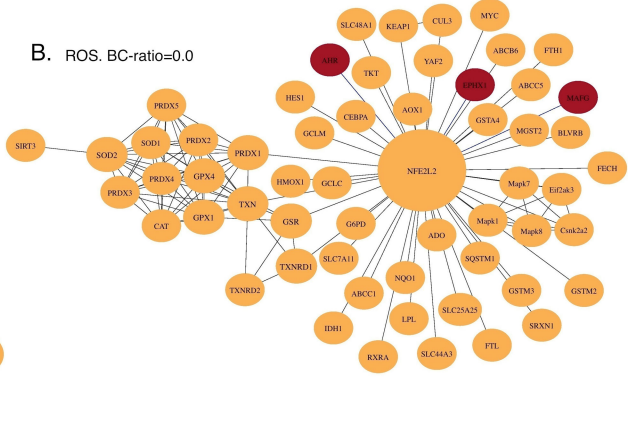 B. ROS. BC-ratio=0.0
MYC
CUL3
SLC48A1
KEAP1
ABCB6
FTH1
AHR
YAF2
TKT
EPHX1
ABCC5
MAFG
HES1
PRDX5
AOX1
CEBPA
GSTA4
MGST2
BLVRB
GCLM
SOD1
PRDX2
SIRT3
SOD2
PRDX1
NFE2L2
FECH
PRDX4
GPX4
HMOX1
GCLC
Mapk7
Eif2ak3
PRDX3
TXN
GPX1
CAT
GSR
G6PD
Mapk1
Mapk8
Csnk2a2
ADO
SLC7A11
SQSTM1
TXNRD1
NQO1
TXNRD2
ABCC1
GSTM3
GSTM2
SLC25A25
LPL
IDH1
SRXN1
FTL
RXRA
SLC44A3